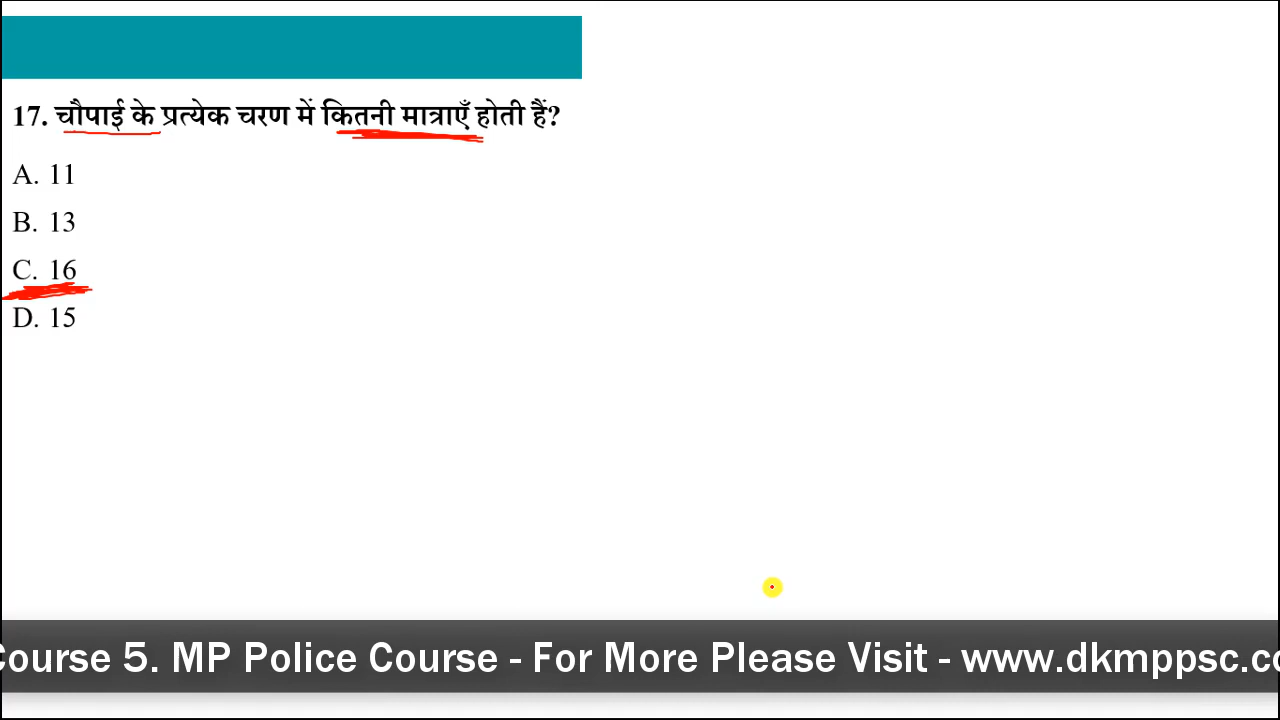 17. चौपाई के प्रत्येक चरण में कितनी मात्राएँ होती हैं?
A. 11
B. 13
C. 16
D. 15
Course 5. MP Police Course - For More Please Visit - www.dkmppsc.co